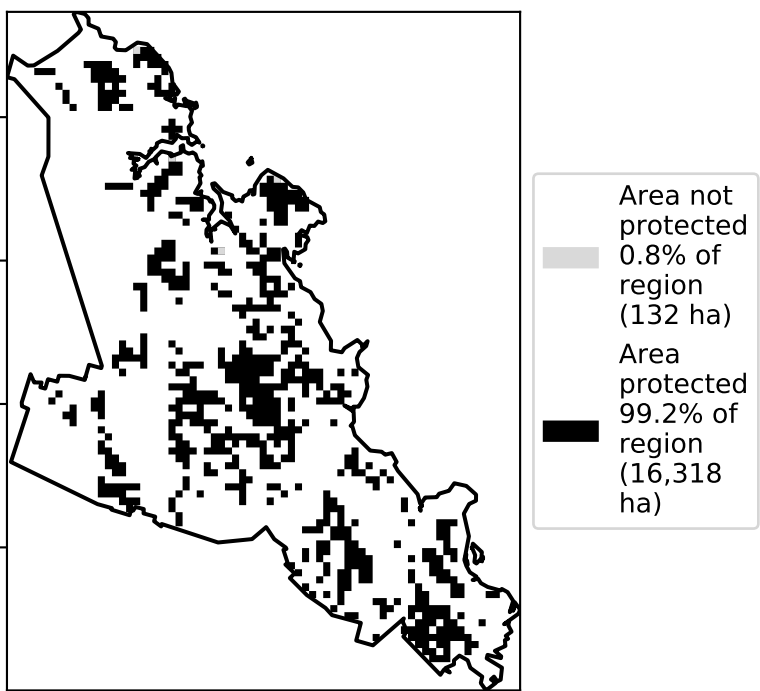 Area not
protected
0.8% of
region
(132 ha)
Area
protected
99.2% of
region
(16,318
ha)